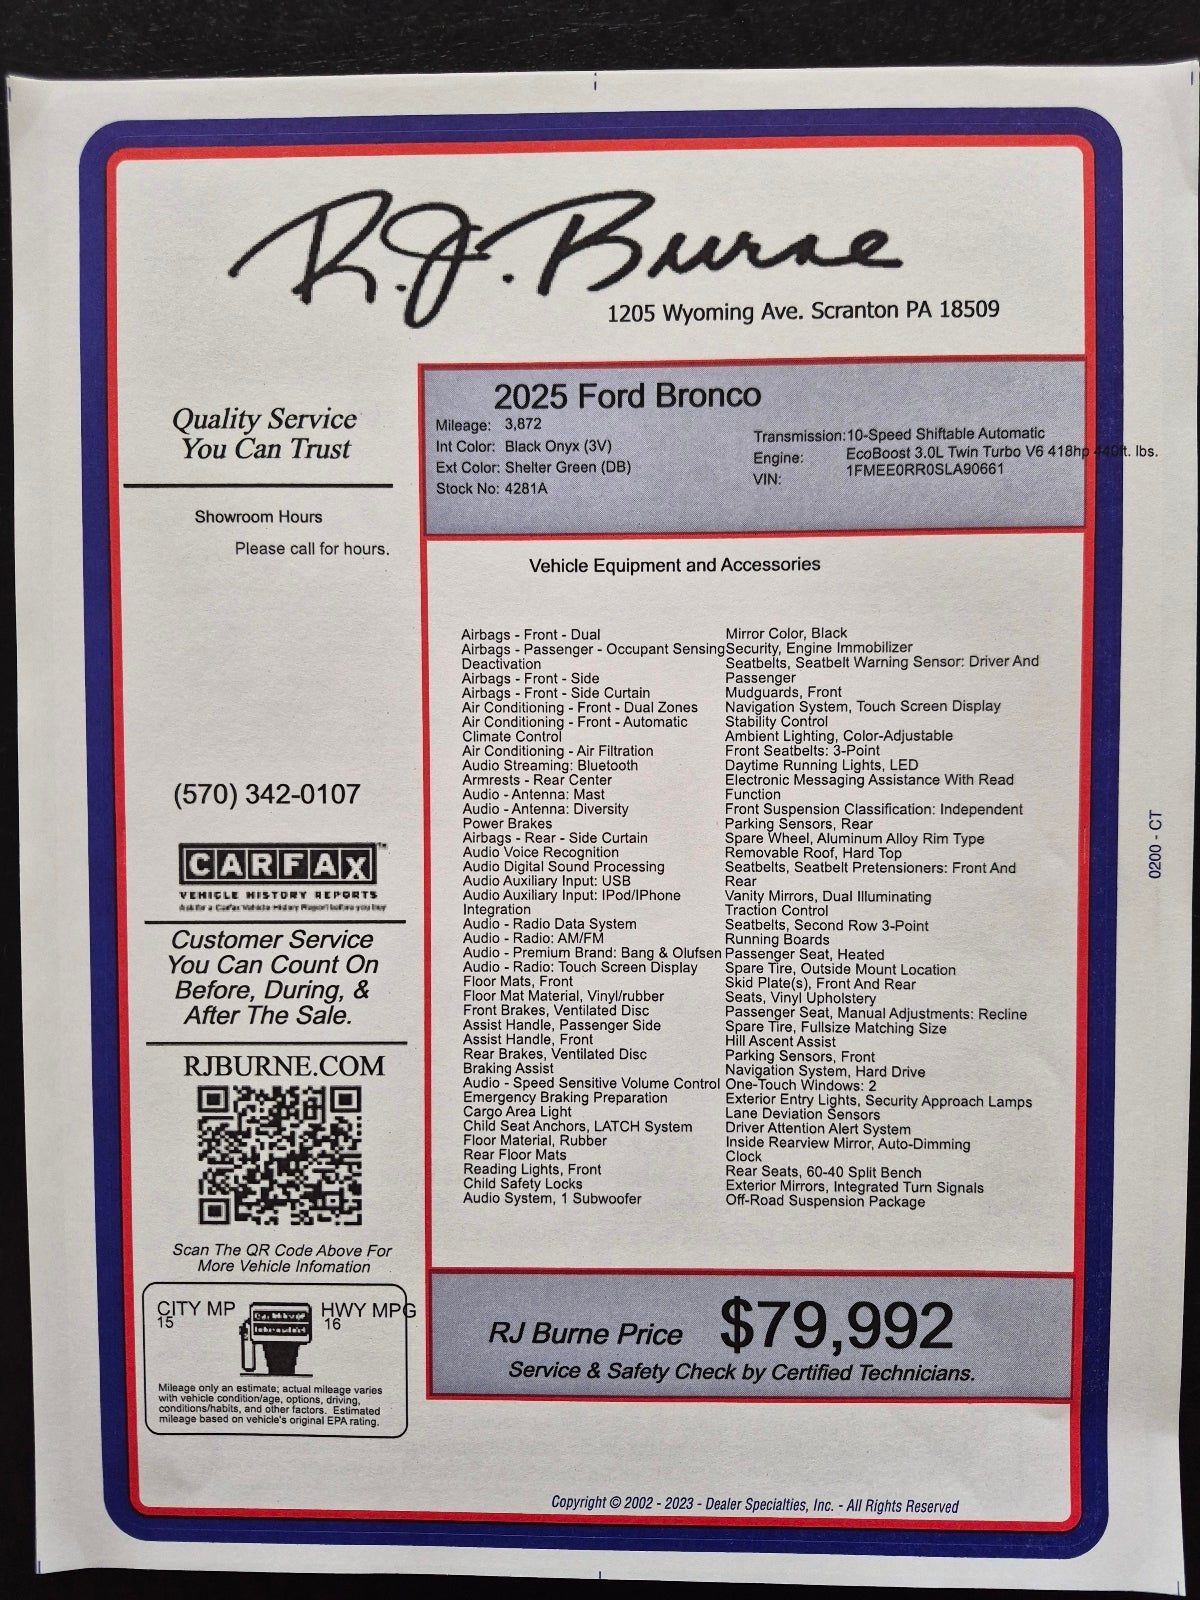 R.J. Burne
1205 Wyoming Ave. Scranton PA 18509
Quality Service
You Can Trust
Showroom Hours
Please call for hours.
(570) 342-0107
CARFAX™
VEHICLE HISTORY REPORTS
Ask for a Carfax Vehicle History Report before you buy
Customer Service
You Can Count On
Before, During, &
After The Sale.
RJBURNE.COM
Scan The QR Code Above For
More Vehicle Infomation
CITY MP HWY MPG
15 16
Mileage only an estimate; actual mileage varies
with vehicle condition/age, options, driving,
conditions/habits, and other factors. Estimated
mileage based on vehicle's original EPA rating.
2025 Ford Bronco
Mileage: 3,872
Int Color: Black Onyx (3V)
Ext Color: Shelter Green (DB)
Stock No: 4281A
Transmission: 10-Speed Shiftable Automatic
Engine: EcoBoost 3.0L Twin Turbo V6 418hp 440ft. lbs.
VIN: 1FMEE0RR0SLA90661
Vehicle Equipment and Accessories
Airbags - Front - Dual
Airbags - Passenger - Occupant Sensing
Deactivation
Airbags - Front - Side
Airbags - Front - Side Curtain
Air Conditioning - Front - Dual Zones
Air Conditioning - Front - Automatic
Climate Control
Air Conditioning - Air Filtration
Audio Streaming: Bluetooth
Armrests - Rear Center
Audio - Antenna: Mast
Audio - Antenna: Diversity
Power Brakes
Airbags - Rear - Side Curtain
Audio Voice Recognition
Audio Digital Sound Processing
Audio Auxiliary Input: USB
Audio Auxiliary Input: IPod/IPhone
Integration
Audio - Radio Data System
Audio - Radio: AM/FM
Audio - Premium Brand: Bang & Olufsen
Audio - Radio: Touch Screen Display
Floor Mats, Front
Floor Mat Material, Vinyl/rubber
Front Brakes, Ventilated Disc
Assist Handle, Passenger Side
Assist Handle, Front
Rear Brakes, Ventilated Disc
Braking Assist
Audio - Speed Sensitive Volume Control
Emergency Braking Preparation
Cargo Area Light
Child Seat Anchors, LATCH System
Floor Material, Rubber
Rear Floor Mats
Reading Lights, Front
Child Safety Locks
Audio System, 1 Subwoofer
Mirror Color, Black
Security, Engine Immobilizer
Seatbelts, Seatbelt Warning Sensor: Driver And
Passenger
Mudguards, Front
Navigation System, Touch Screen Display
Stability Control
Ambient Lighting, Color-Adjustable
Front Seatbelts: 3-Point
Daytime Running Lights, LED
Electronic Messaging Assistance With Read
Function
Front Suspension Classification: Independent
Parking Sensors, Rear
Spare Wheel, Aluminum Alloy Rim Type
Removable Roof, Hard Top
Seatbelts, Seatbelt Pretensioners: Front And
Rear
Vanity Mirrors, Dual Illuminating
Traction Control
Seatbelts, Second Row 3-Point
Running Boards
Passenger Seat, Heated
Spare Tire, Outside Mount Location
Skid Plate(s), Front And Rear
Seats, Vinyl Upholstery
Passenger Seat, Manual Adjustments: Recline
Spare Tire, Fullsize Matching Size
Hill Ascent Assist
Parking Sensors, Front
Navigation System, Hard Drive
One-Touch Windows: 2
Exterior Entry Lights, Security Approach Lamps
Lane Deviation Sensors
Driver Attention Alert System
Inside Rearview Mirror, Auto-Dimming
Clock
Rear Seats, 60-40 Split Bench
Exterior Mirrors, Integrated Turn Signals
Off-Road Suspension Package
RJ Burne Price $79,992
Service & Safety Check by Certified Technicians.
Copyright © 2002 - 2023 - Dealer Specialties, Inc. - All Rights Reserved
0200 - CT